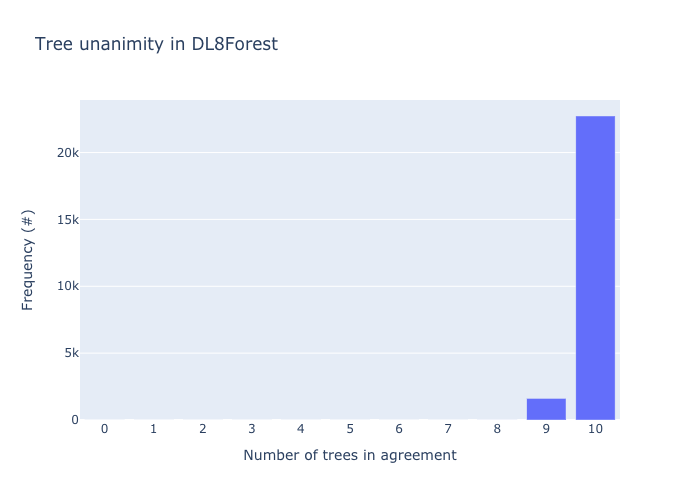 Tree unanimity in DL8Forest
Frequency (#)
20k
15k
10k
5k
0
0 1 2 3 4 5 6 7 8 9 10
Number of trees in agreement